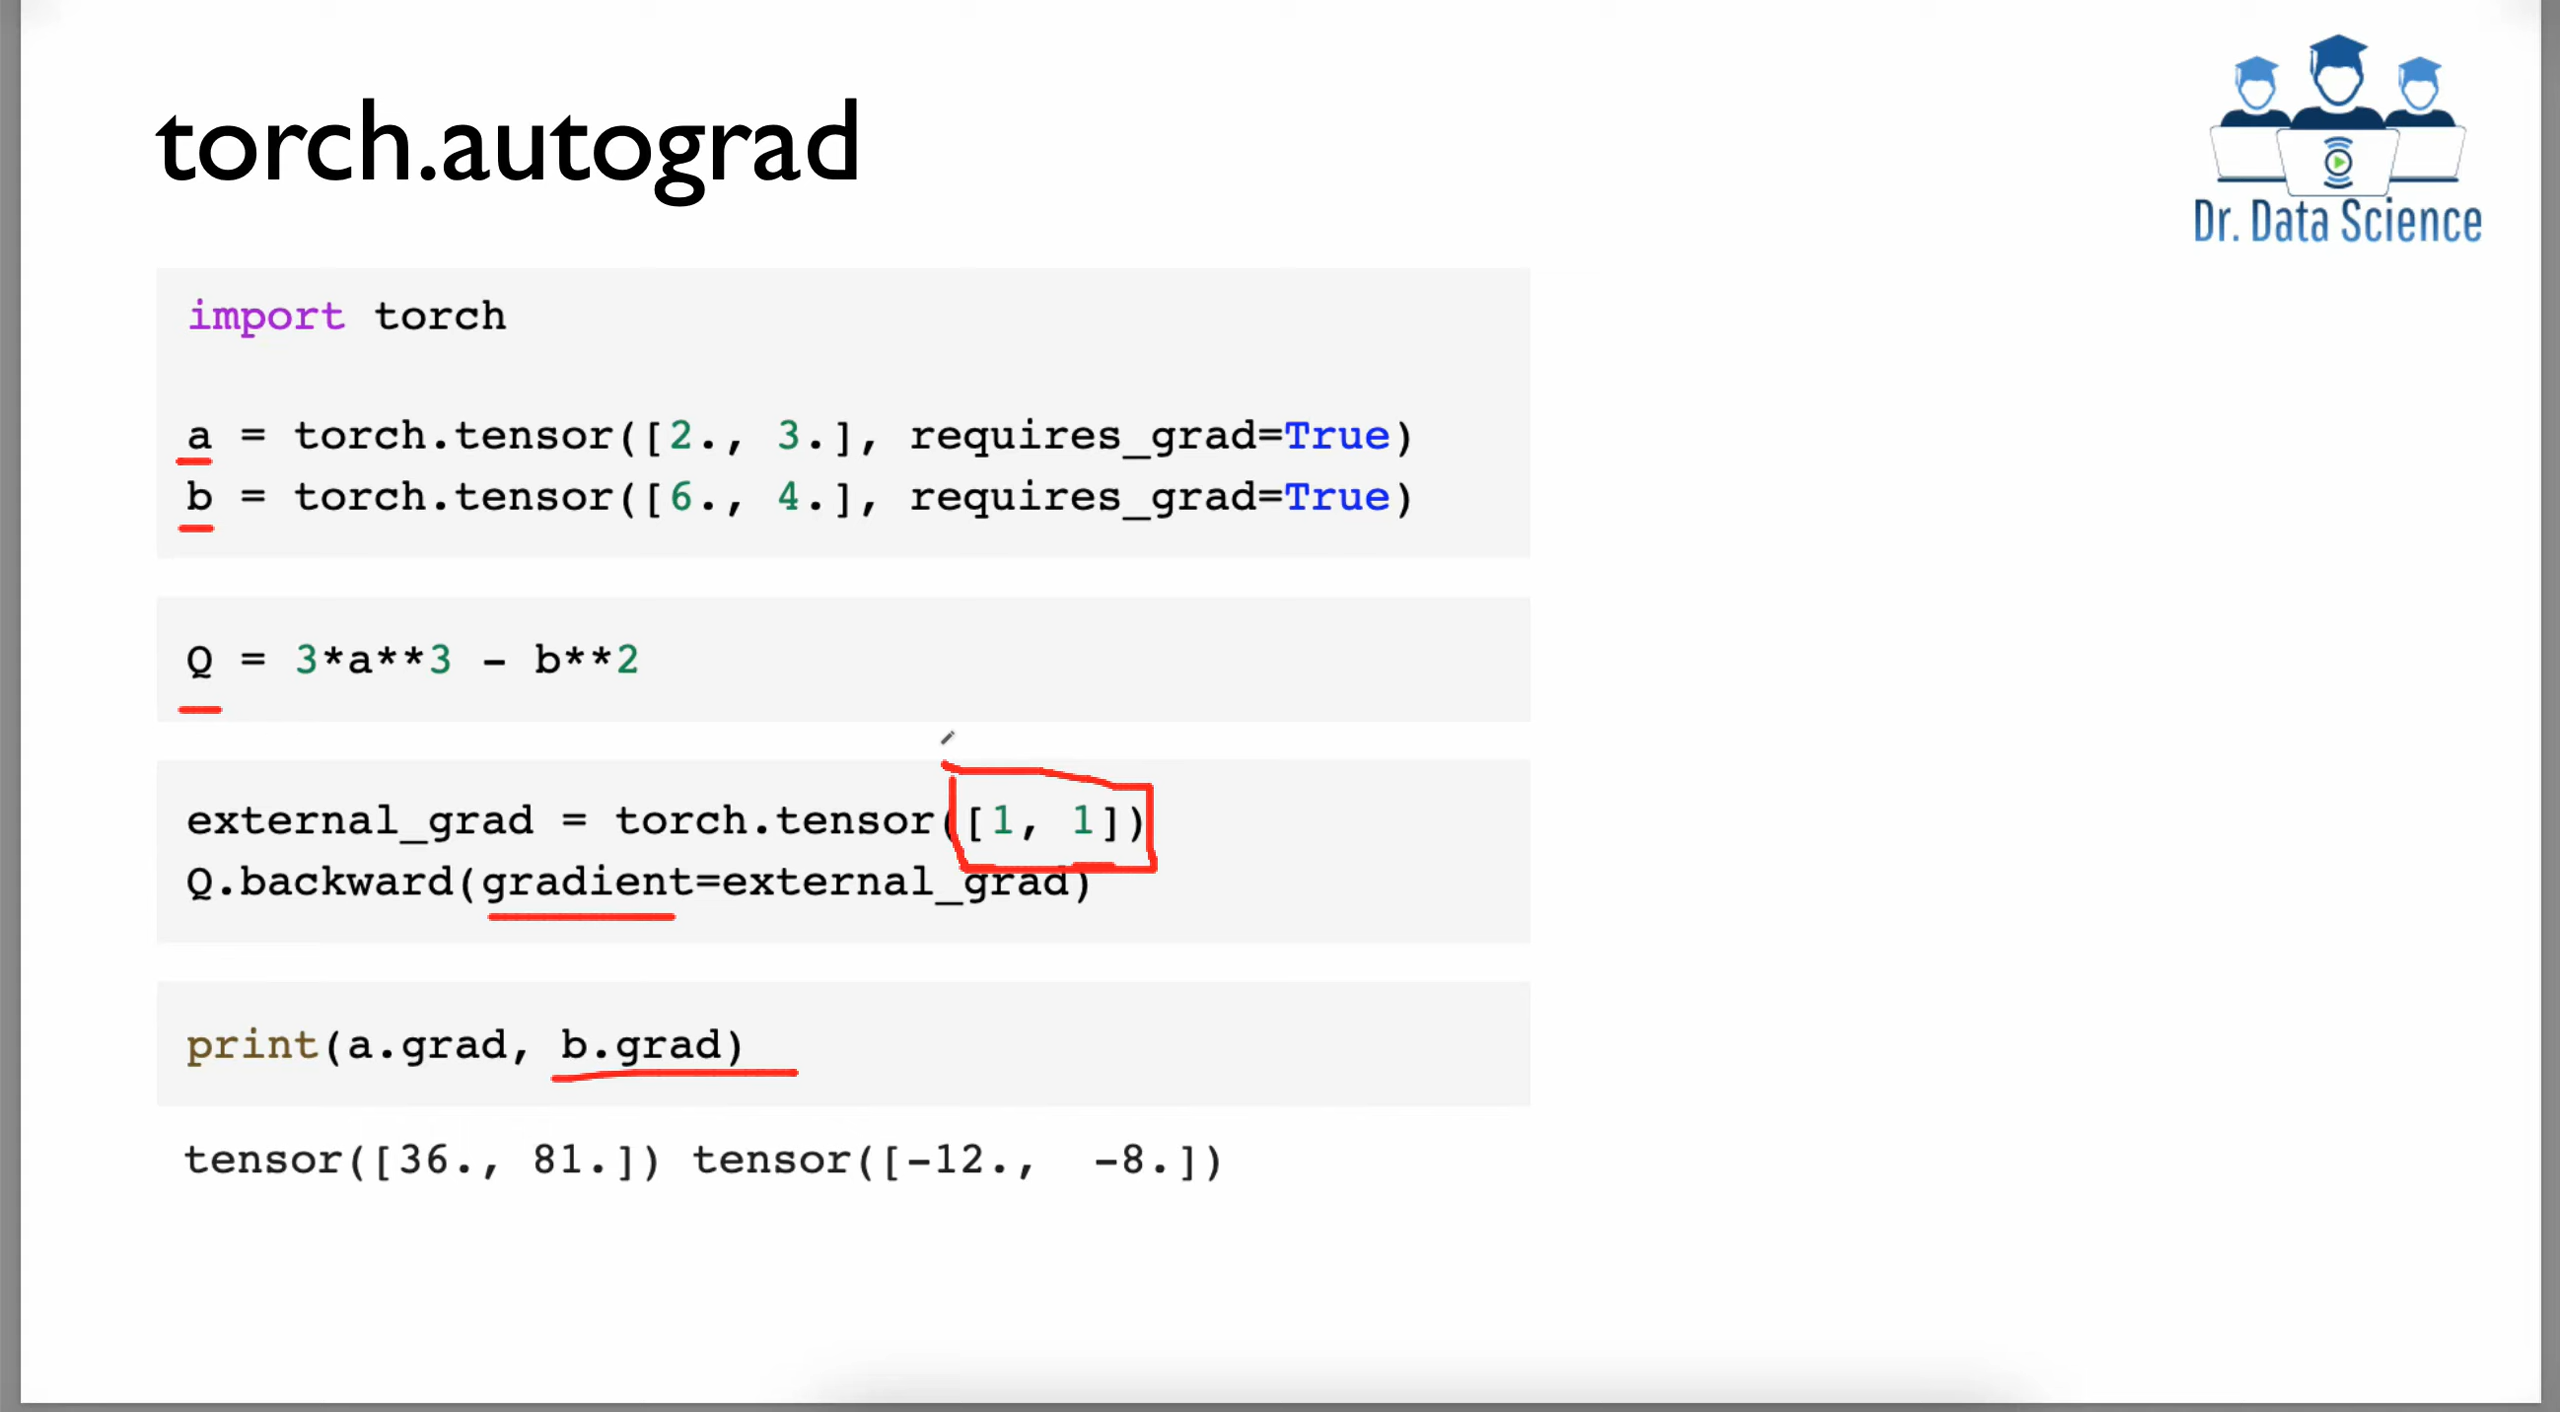 torch.autograd
Dr. Data Science
import torch
a = torch.tensor([2., 3.], requires_grad=True)
b = torch.tensor([6., 4.], requires_grad=True)
Q = 3*a**3 - b**2
external_grad = torch.tensor([1, 1])
Q.backward(gradient=external_grad)
print(a.grad, b.grad)
tensor([36., 81.]) tensor([-12.,  -8.])